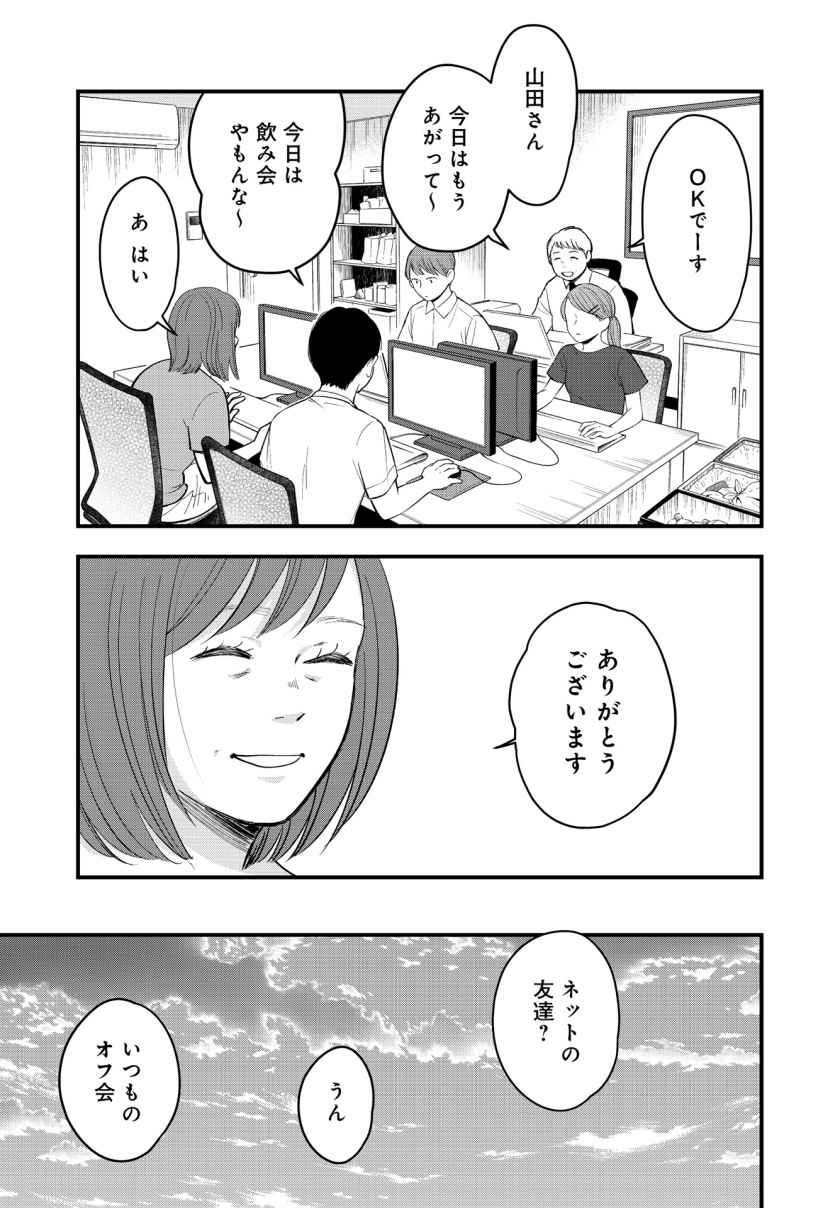 OKでーす
山田さん
今日はもう
あがって〜
今日は
飲み会
やもんな〜
あ はい
ありがとう
ございます
ネットの
友達?
うん
いつもの
オフ会